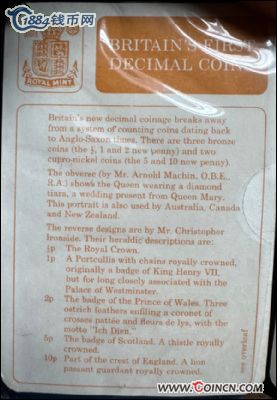 1884钱币网
ROYAL MINT
BRITAIN'S FIRST
DECIMAL COINS
Britain's new decimal coinage breaks away
from a system of counting coins dating back
to Anglo-Saxon times. There are three bronze
coins (the ½, 1 and 2 new penny) and two
cupro-nickel coins (the 5 and 10 new penny).
The obverse (by Mr. Arnold Machin, O.B.E.,
R.A.) shows the Queen wearing a diamond
tiara, a wedding present from Queen Mary.
This portrait is also used by Australia, Canada
and New Zealand.
The reverse designs are by Mr. Christopher
Ironside. Their heraldic descriptions are:
½p The Royal Crown.
1p A Portcullis with chains royally crowned,
originally a badge of King Henry VII,
but for long closely associated with the
Palace of Westminster.
2p The badge of the Prince of Wales. Three
ostrich feathers enfiling a coronet of
crosses pattée and fleurs de lys, with the
motto "Ich Dien."
5p The badge of Scotland. A thistle royally
crowned.
10p Part of the crest of England. A lion
passant guardant royally crowned.
see overleaf
WWW.COINCN.COM